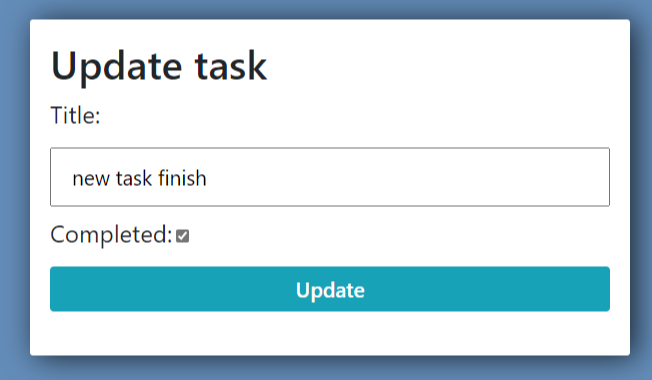 Update task
Title:
new task finish
Completed:
Update